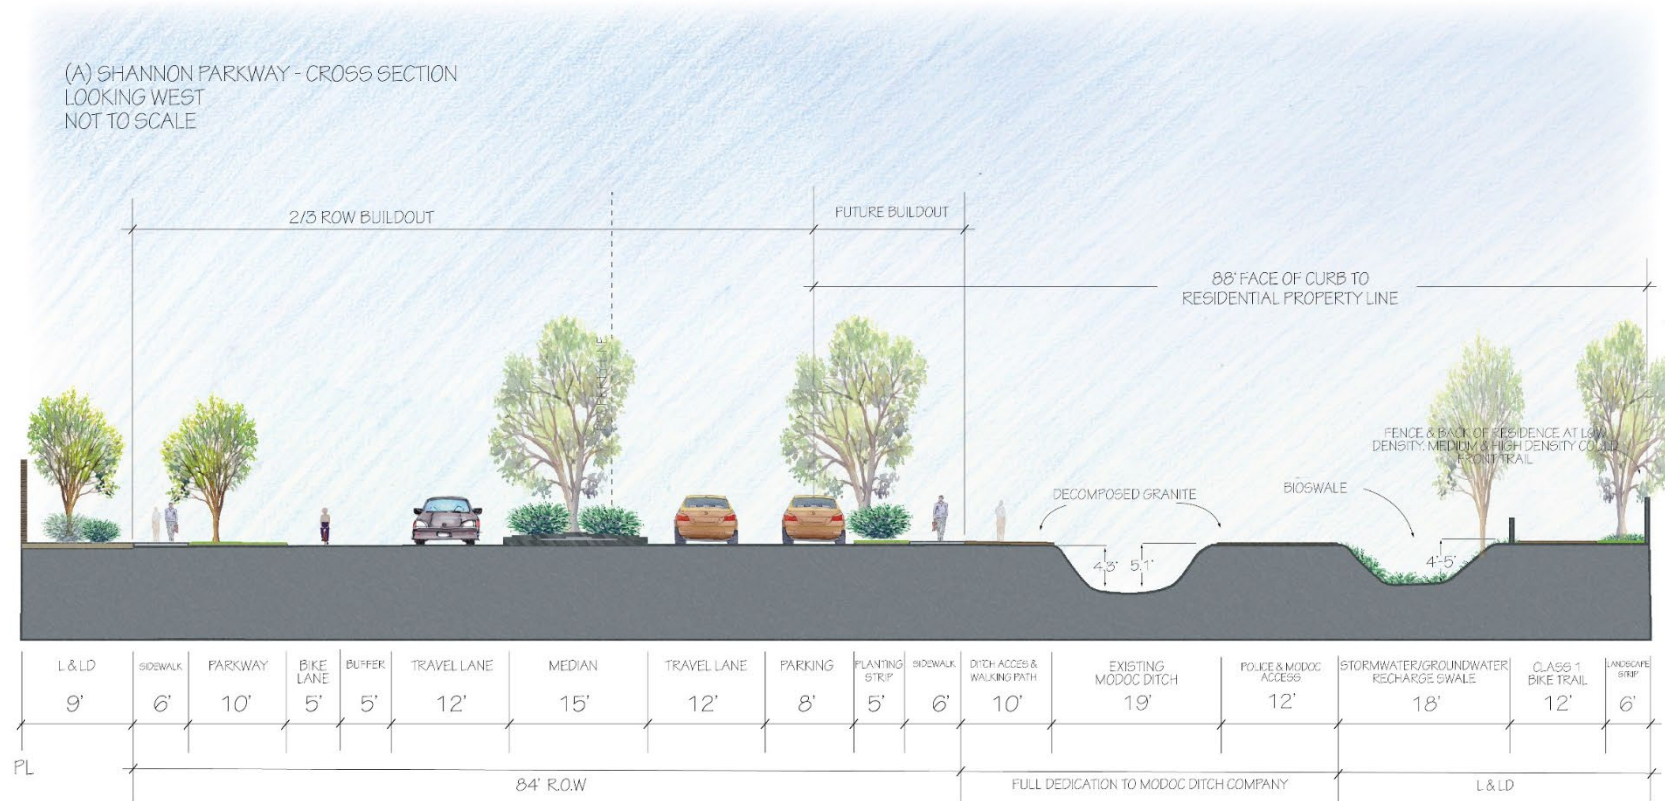 (A) SHANNON PARKWAY - CROSS SECTION
LOOKING WEST
NOT TO SCALE
2/3 ROW BUILDOUT
FUTURE BUILDOUT
88' FACE OF CURB TO
RESIDENTIAL PROPERTY LINE
FENCE & BACK OF RESIDENCE AT LOW
DENSITY. MEDIUM & HIGH DENSITY COULD
FRONT TRAIL
DECOMPOSED GRANITE
BIOSWALE
4.3'
5.1'
4'-5'
L & LD
SIDEWALK
PARKWAY
BIKE
LANE
BUFFER
TRAVEL LANE
MEDIAN
TRAVEL LANE
PARKING
PLANTING
STRIP
SIDEWALK
DITCH ACCES &
WALKING PATH
EXISTING
MODOC DITCH
POLICE & MODOC
ACCESS
STORMWATER/GROUNDWATER
RECHARGE SWALE
CLASS 1
BIKE TRAIL
LANDSCAPE
STRIP
9'
6'
10'
5'
5'
12'
15'
12'
8'
5'
6'
10'
19'
12'
18'
12'
6'
PL
84' R.O.W
FULL DEDICATION TO MODOC DITCH COMPANY
L & LD